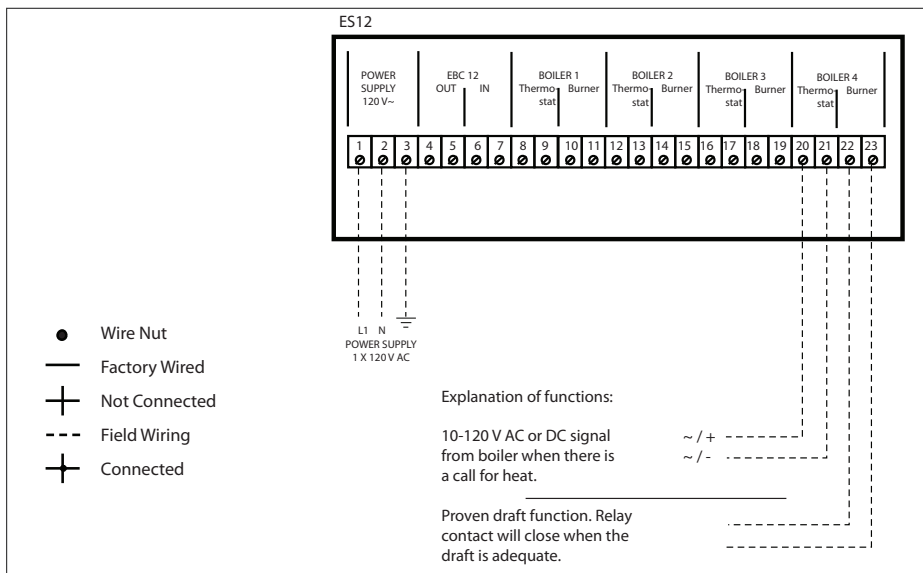 ES12
POWER
SUPPLY
120 V~
EBC 12
OUT IN
BOILER 1
Thermo- Burner
stat
BOILER 2
Thermo- Burner
stat
BOILER 3
Thermo- Burner
stat
BOILER 4
Thermo- Burner
stat
1 2 3 4 5 6 7 8 9 10 11 12 13 14 15 16 17 18 19 20 21 22 23
L1 N
POWER SUPPLY
1 X 120 V AC
Wire Nut
Factory Wired
Not Connected
Field Wiring
Connected
Explanation of functions:
10-120 V AC or DC signal
from boiler when there is
a call for heat.
~ / +
~ / -
Proven draft function. Relay
contact will close when the
draft is adequate.